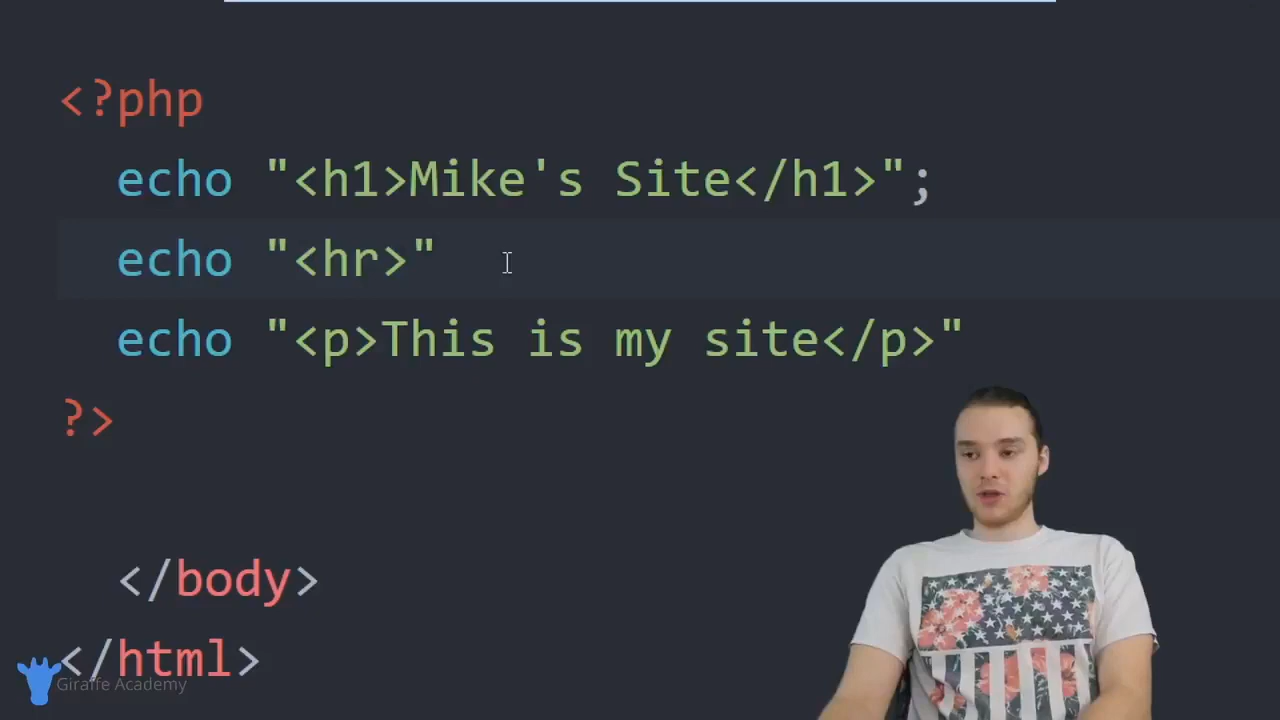 <?php
echo "<h1>Mike's Site</h1>";
echo "<hr>"
echo "<p>This is my site</p>"
?>
</body>
</html>
Giraffe Academy